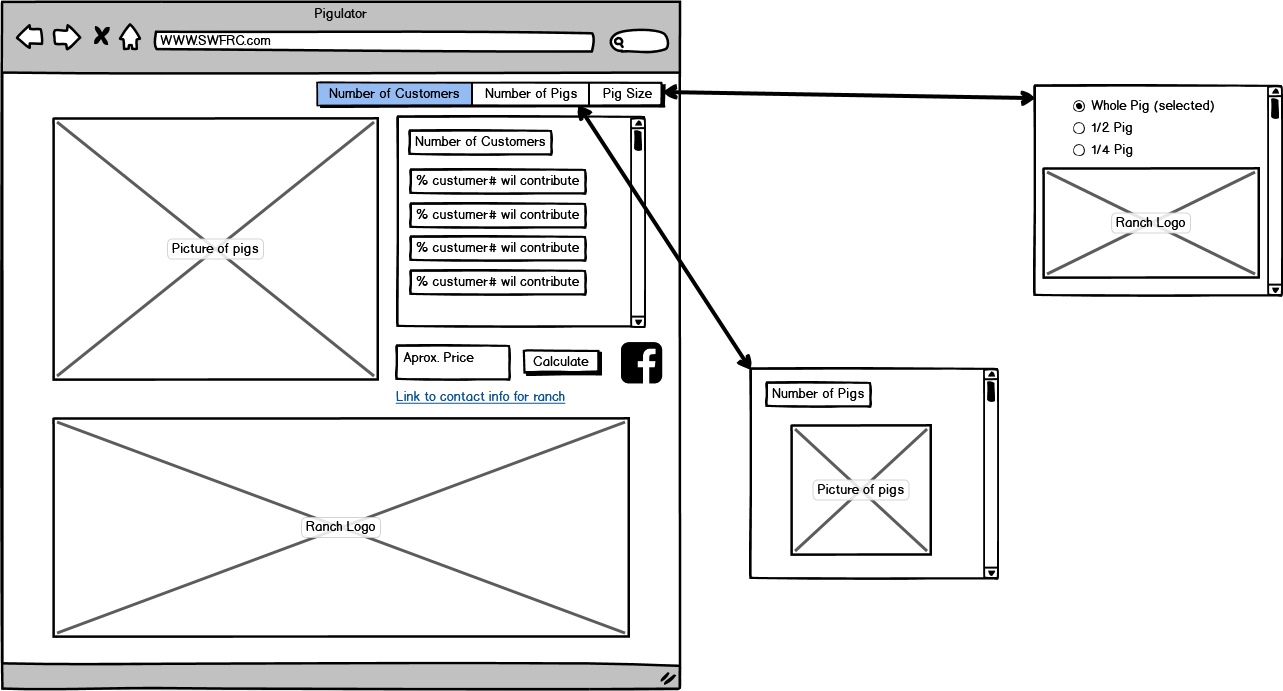 Pigulator
WWW.SWFRC.com
Number of Customers
Number of Pigs
Pig Size
Number of Customers
% custumer# wil contribute
% custumer# wil contribute
% custumer# wil contribute
% custumer# wil contribute
Picture of pigs
Aprox. Price
Calculate
Link to contact info for ranch
Ranch Logo
Whole Pig (selected)
1/2 Pig
1/4 Pig
Ranch Logo
Number of Pigs
Picture of pigs